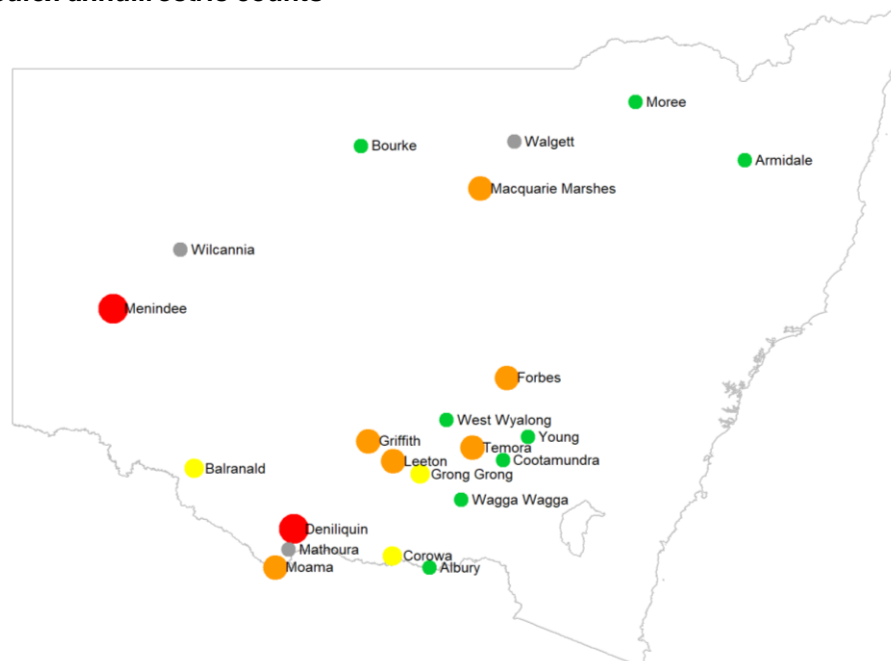 Moree
Bourke
Walgett
Armidale
Macquarie Marshes
Wilcannia
Menindee
Forbes
West Wyalong
Young
Griffith
Temora
Leeton
Cootamundra
Balranald
Grong Grong
Wagga Wagga
Deniliquin
Mathoura
Corowa
Moama
Albury